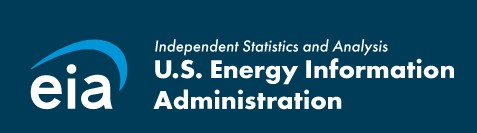 eia
Independent Statistics and Analysis
U.S. Energy Information
Administration